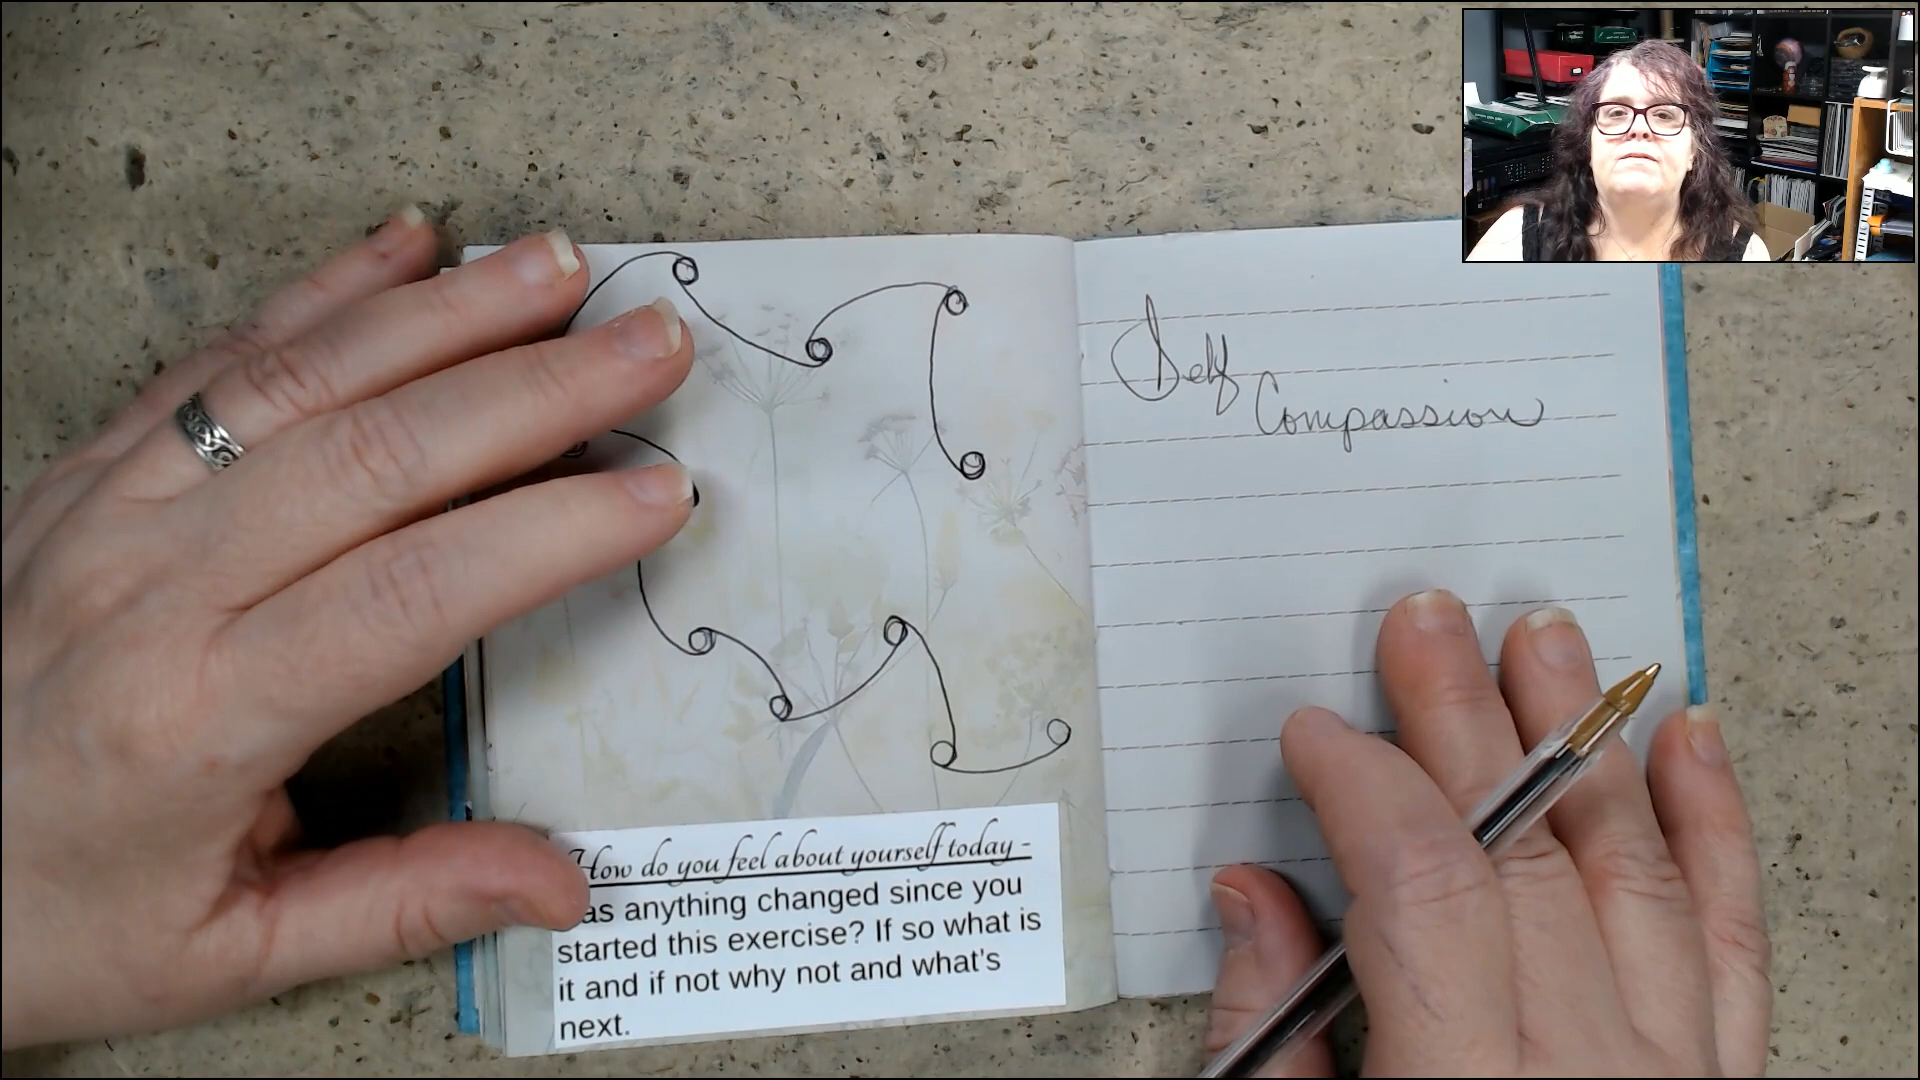 How do you feel about yourself today -
as anything changed since you
started this exercise? If so what is
it and if not why not and what's
next.
Self
Compassion